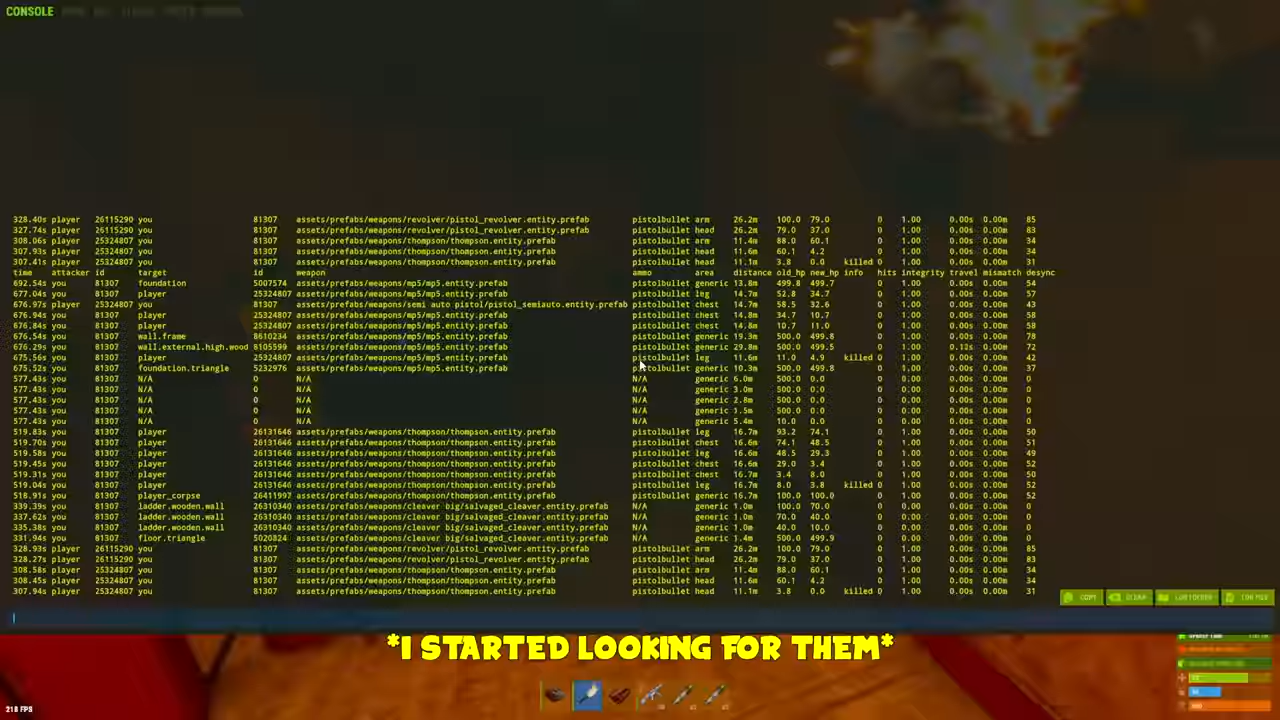 CONSOLE
328.40s player 26115290 you 81307 assets/prefabs/weapons/revolver/pistol_revolver.entity.prefab pistolbullet arm 26.2m 100.0 79.0 0 1.00 0.00s 0.00m 85
327.74s player 26115290 you 81307 assets/prefabs/weapons/revolver/pistol_revolver.entity.prefab pistolbullet head 26.2m 79.0 37.0 0 1.00 0.00s 0.00m 83
308.06s player 25324807 you 81307 assets/prefabs/weapons/thompson/thompson.entity.prefab pistolbullet arm 11.4m 88.0 60.1 0 1.00 0.00s 0.00m 34
307.93s player 25324807 you 81307 assets/prefabs/weapons/thompson/thompson.entity.prefab pistolbullet head 11.6m 60.1 4.2 0 1.00 0.00s 0.00m 34
307.41s player 25324807 you 81307 assets/prefabs/weapons/thompson/thompson.entity.prefab pistolbullet head 11.1m 3.8 0.0 killed 0 1.00 0.00s 0.00m 31
time attacker id target id weapon ammo area distance old_hp new_hp info hits integrity travel mismatch desync
692.54s you 81307 foundation 5007574 assets/prefabs/weapons/mp5/mp5.entity.prefab pistolbullet generic 13.8m 499.8 499.7 0 1.00 0.00s 0.00m 54
677.04s you 81307 player 25324807 assets/prefabs/weapons/mp5/mp5.entity.prefab pistolbullet leg 14.7m 52.8 34.7 0 1.00 0.00s 0.00m 57
676.97s player 25324807 you 81307 assets/prefabs/weapons/semi auto pistol/pistol_semiauto.entity.prefab pistolbullet chest 14.7m 58.5 32.6 0 1.00 0.00s 0.00m 43
676.94s you 81307 player 25324807 assets/prefabs/weapons/mp5/mp5.entity.prefab pistolbullet chest 14.8m 34.7 10.7 0 1.00 0.00s 0.00m 58
676.84s you 81307 player 25324807 assets/prefabs/weapons/mp5/mp5.entity.prefab pistolbullet chest 14.8m 10.7 11.0 0 1.00 0.00s 0.00m 58
676.54s you 81307 wall.frame 8610234 assets/prefabs/weapons/mp5/mp5.entity.prefab pistolbullet generic 19.3m 500.0 499.8 0 1.00 0.00s 0.00m 78
676.29s you 81307 wall.external.high.wood 8105599 assets/prefabs/weapons/mp5/mp5.entity.prefab pistolbullet generic 29.8m 500.0 499.5 0 1.00 0.12s 0.00m 72
675.56s you 81307 player 25324807 assets/prefabs/weapons/mp5/mp5.entity.prefab pistolbullet leg 11.6m 11.0 4.9 killed 0 1.00 0.00s 0.00m 42
675.52s you 81307 foundation.triangle 5232976 assets/prefabs/weapons/mp5/mp5.entity.prefab pistolbullet generic 10.3m 500.0 499.8 0 1.00 0.00s 0.00m 37
577.43s you 81307 N/A 0 N/A N/A generic 6.0m 500.0 0.0 0 1.00 0.00s 0.00m 0
577.43s you 81307 N/A 0 N/A N/A generic 3.0m 500.0 0.0 0 1.00 0.00s 0.00m 0
577.43s you 81307 N/A 0 N/A N/A generic 2.8m 500.0 0.0 0 1.00 0.00s 0.00m 0
577.43s you 81307 N/A 0 N/A N/A generic 1.5m 500.0 0.0 0 1.00 0.00s 0.00m 0
577.43s you 81307 N/A 0 N/A N/A generic 5.4m 10.0 0.0 0 1.00 0.00s 0.00m 0
519.83s you 81307 player 26131646 assets/prefabs/weapons/thompson/thompson.entity.prefab pistolbullet leg 16.7m 93.2 74.1 0 1.00 0.00s 0.00m 50
519.70s you 81307 player 26131646 assets/prefabs/weapons/thompson/thompson.entity.prefab pistolbullet chest 16.7m 74.1 48.5 0 1.00 0.00s 0.00m 51
519.58s you 81307 player 26131646 assets/prefabs/weapons/thompson/thompson.entity.prefab pistolbullet leg 16.6m 48.5 29.3 0 1.00 0.00s 0.00m 49
519.45s you 81307 player 26131646 assets/prefabs/weapons/thompson/thompson.entity.prefab pistolbullet chest 16.6m 29.0 3.4 0 1.00 0.00s 0.00m 52
519.31s you 81307 player 26131646 assets/prefabs/weapons/thompson/thompson.entity.prefab pistolbullet chest 16.7m 3.4 8.0 0 1.00 0.00s 0.00m 50
519.04s you 81307 player 26131646 assets/prefabs/weapons/thompson/thompson.entity.prefab pistolbullet leg 16.7m 8.0 3.8 killed 0 1.00 0.00s 0.00m 52
518.91s you 81307 player_corpse 26411997 assets/prefabs/weapons/thompson/thompson.entity.prefab pistolbullet generic 16.7m 100.0 100.0 0 1.00 0.00s 0.00m 52
339.39s you 81307 ladder.wooden.wall 26310340 assets/prefabs/weapons/cleaver big/salvaged_cleaver.entity.prefab N/A generic 1.0m 100.0 70.0 0 1.00 0.00s 0.00m 0
337.62s you 81307 ladder.wooden.wall 26310340 assets/prefabs/weapons/cleaver big/salvaged_cleaver.entity.prefab N/A generic 1.0m 70.0 40.0 0 1.00 0.00s 0.00m 0
335.38s you 81307 ladder.wooden.wall 26310340 assets/prefabs/weapons/cleaver big/salvaged_cleaver.entity.prefab N/A generic 1.0m 40.0 10.0 0 1.00 0.00s 0.00m 0
331.94s you 81307 floor.triangle 5020824 assets/prefabs/weapons/cleaver big/salvaged_cleaver.entity.prefab N/A generic 1.4m 500.0 499.9 0 1.00 0.00s 0.00m 0
328.93s player 26115290 you 81307 assets/prefabs/weapons/revolver/pistol_revolver.entity.prefab pistolbullet arm 26.2m 100.0 79.0 0 1.00 0.00s 0.00m 85
328.27s player 26115290 you 81307 assets/prefabs/weapons/revolver/pistol_revolver.entity.prefab pistolbullet head 26.2m 79.0 37.0 0 1.00 0.00s 0.00m 83
308.58s player 25324807 you 81307 assets/prefabs/weapons/thompson/thompson.entity.prefab pistolbullet arm 11.6m 88.0 60.1 0 1.00 0.00s 0.00m 34
308.45s player 25324807 you 81307 assets/prefabs/weapons/thompson/thompson.entity.prefab pistolbullet head 11.6m 60.1 4.2 0 1.00 0.00s 0.00m 34
307.94s player 25324807 you 81307 assets/prefabs/weapons/thompson/thompson.entity.prefab pistolbullet head 11.1m 3.8 0.0 killed 0 1.00 0.00s 0.00m 31
COPY
*I STARTED LOOKING FOR THEM*
218 FPS